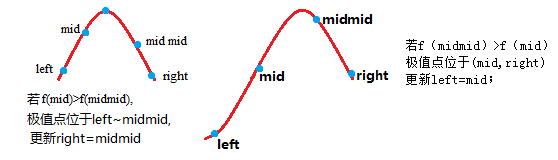 mid
mid mid
left
right
若f(mid)>f(midmid),
极值点位于left~midmid,
更新right=midmid
midmid
mid
right
left
若f（midmid）>f（mid）
极值点位于(mid,right)
更新left=mid;